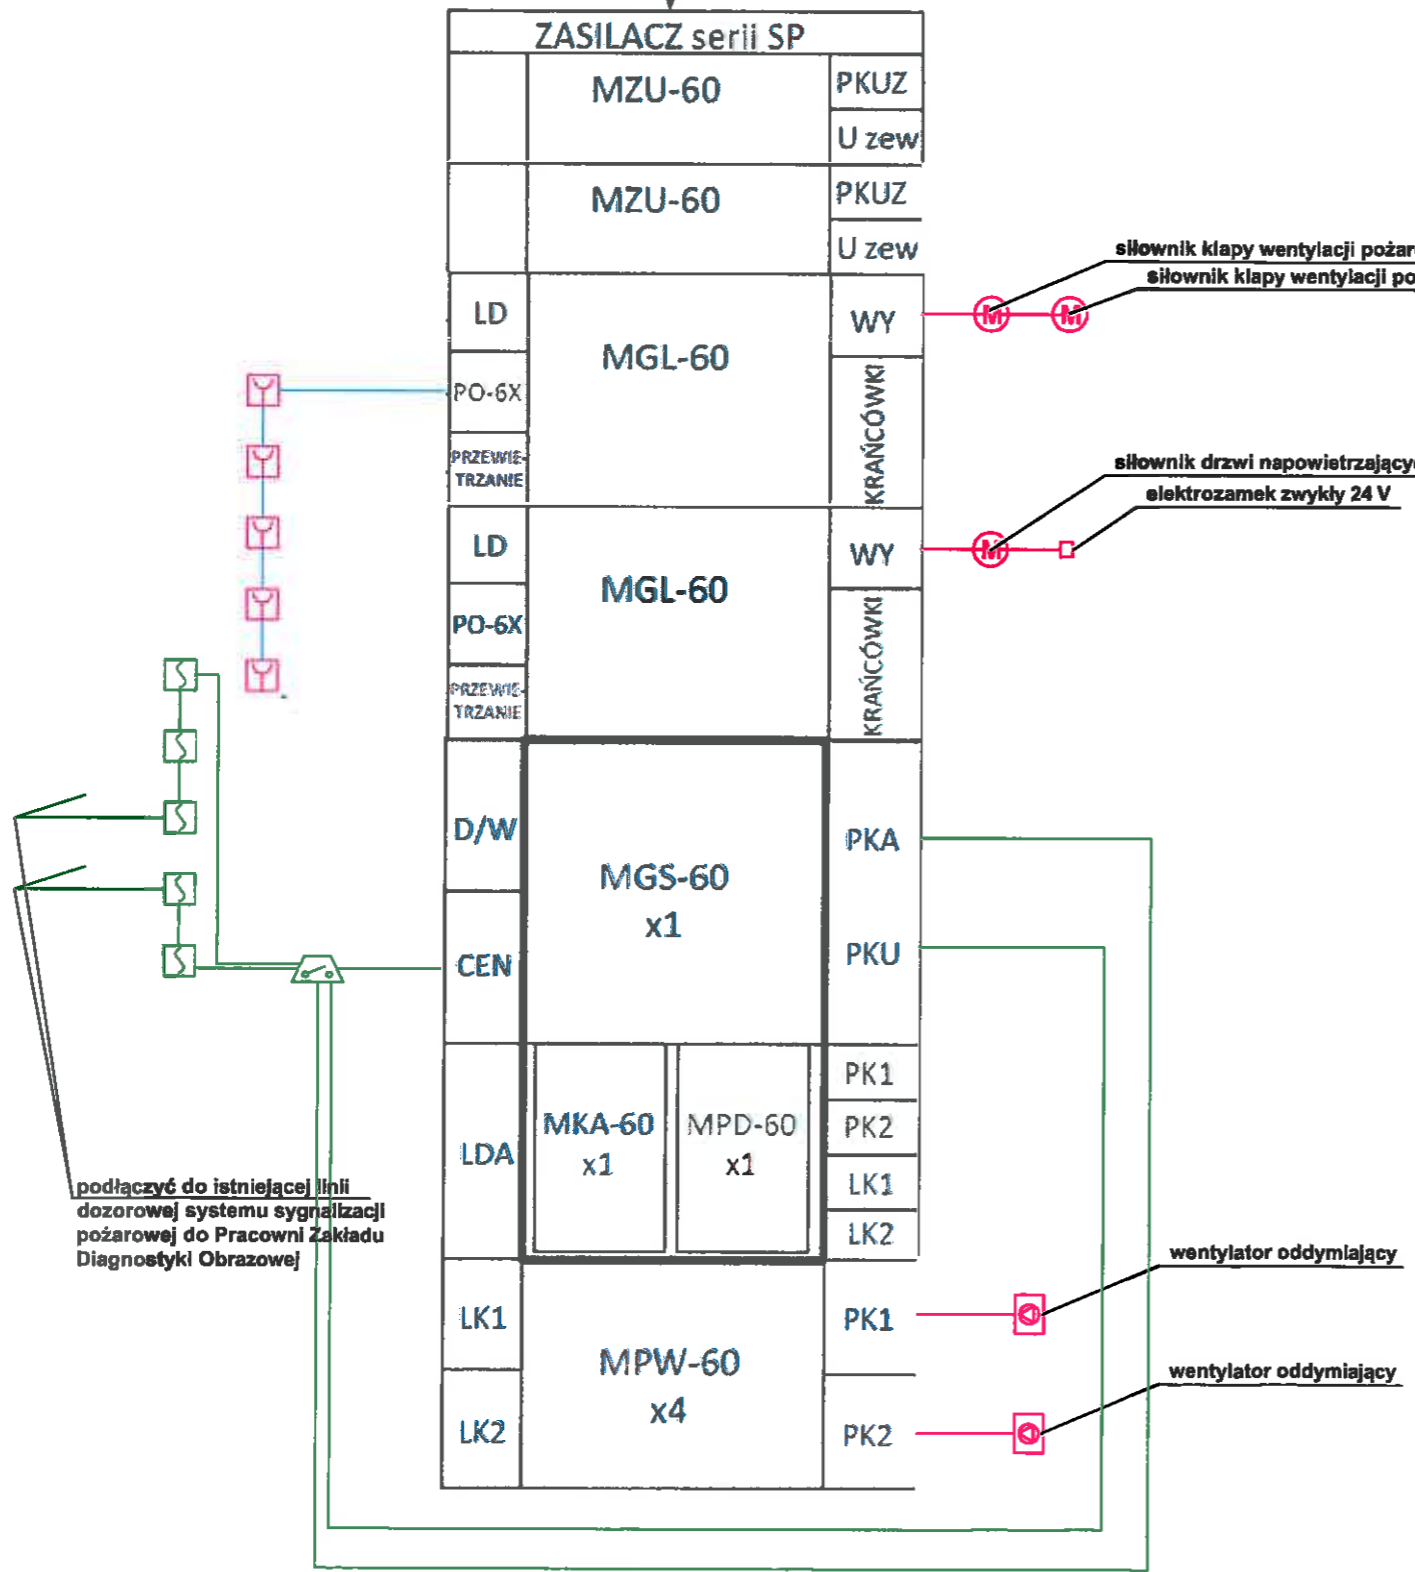 ZASILACZ serii SP
MZU-60
PKUZ
U zew
MZU-60
PKUZ
U zew
LD
MGL-60
WY
PO-6X
PRZEWIE-
TRZANIE
KRAŃCÓWKI
siłownik klapy wentylacji pożar
siłownik klapy wentylacji po
LD
MGL-60
WY
PO-6X
PRZEWIE-
TRZANIE
KRAŃCÓWKI
siłownik drzwi napowietrzający
elektrozamek zwykły 24 V
M
M
M
D/W
MGS-60
x1
PKA
CEN
PKU
LDA
MKA-60
x1
MPD-60
x1
PK1
PK2
LK1
LK2
podłączyć do istniejącej linii
dozorowej systemu sygnalizacji
pożarowej do Pracowni Zakładu
Diagnostyki Obrazowej
LK1
MPW-60
x4
PK1
LK2
PK2
wentylator oddymiający
wentylator oddymiający